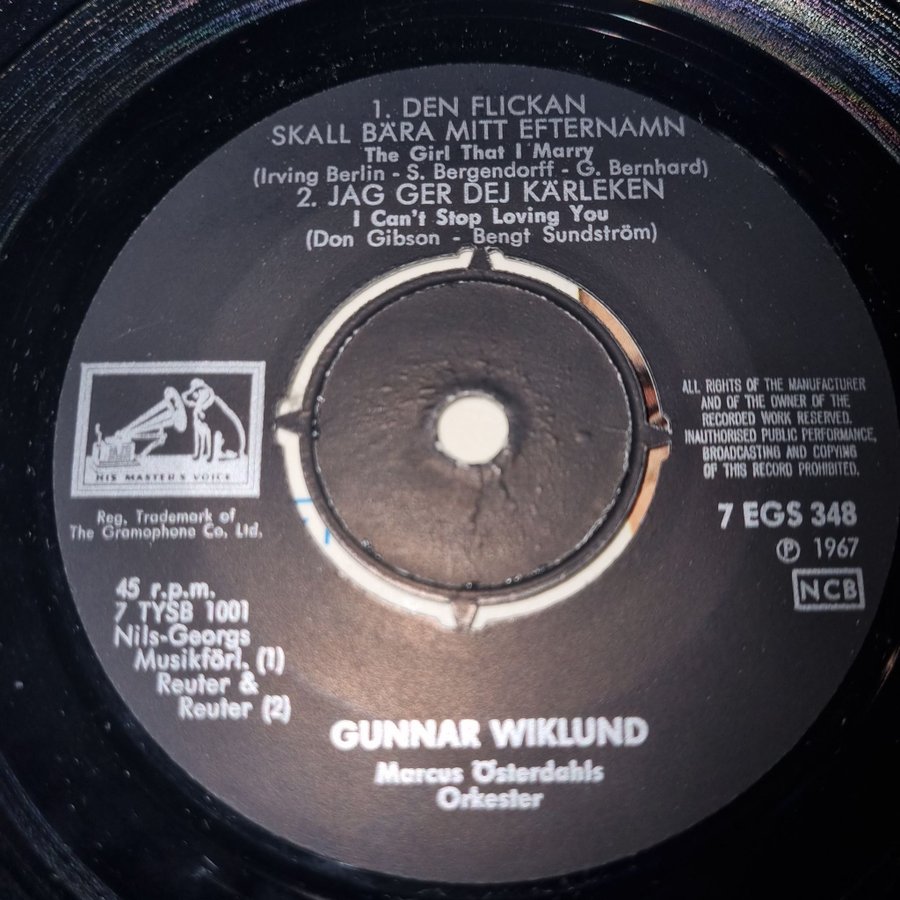 1. DEN FLICKAN
SKALL BÄRA MITT EFTERNAMN
The Girl That I Marry
(Irving Berlin - S. Bergendorff - G. Bernhard)
2. JAG GER DEJ KÄRLEKEN
I Can't Stop Loving You
(Don Gibson - Bengt Sundström)
HIS MASTER'S VOICE
Reg. Trademark of
The Gramophone Co. Ltd.
ALL RIGHTS OF THE MANUFACTURER
AND OF THE OWNER OF THE
RECORDED WORK RESERVED.
INAUTHORISED PUBLIC PERFORMANCE,
BROADCASTING AND COPYING
OF THIS RECORD PROHIBITED.
7 EGS 348
Ⓟ 1967
NCB
45 r.p.m.
7 TYSB 1001
Nils-Georgs
Musikförl. (1)
Reuter &
Reuter (2)
GUNNAR WIKLUND
Marcus Österdahls
Orkester